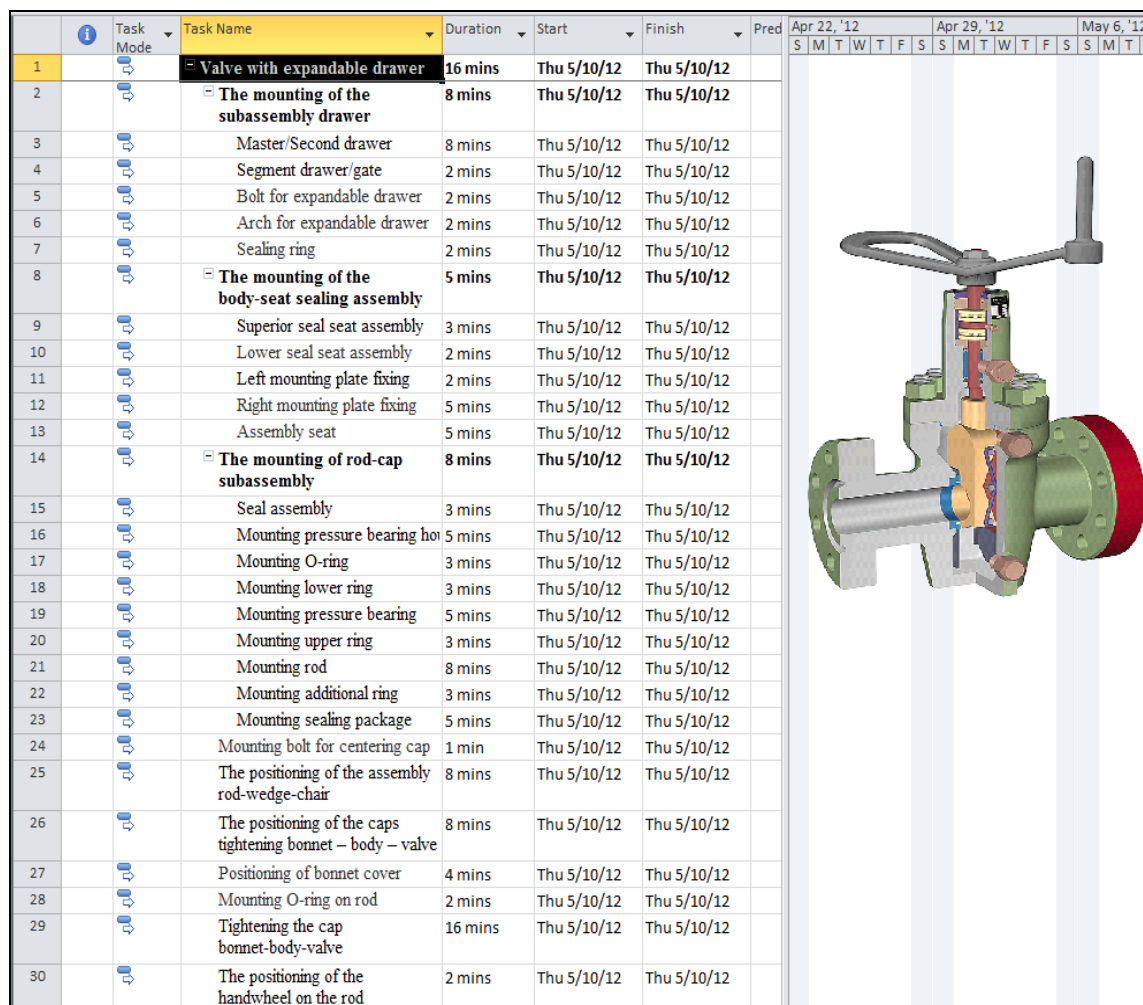 Task Mode Task Name Duration Start Finish Pred Apr 22, '12 Apr 29, '12 May 6, '12
S M T W T F S S M T W T F S S M T
1 Valve with expandable drawer 16 mins Thu 5/10/12 Thu 5/10/12
2 The mounting of the 8 mins Thu 5/10/12 Thu 5/10/12
subassembly drawer
3 Master/Second drawer 8 mins Thu 5/10/12 Thu 5/10/12
4 Segment drawer/gate 2 mins Thu 5/10/12 Thu 5/10/12
5 Bolt for expandable drawer 2 mins Thu 5/10/12 Thu 5/10/12
6 Arch for expandable drawer 2 mins Thu 5/10/12 Thu 5/10/12
7 Sealing ring 2 mins Thu 5/10/12 Thu 5/10/12
8 The mounting of the 5 mins Thu 5/10/12 Thu 5/10/12
body-seat sealing assembly
9 Superior seal seat assembly 3 mins Thu 5/10/12 Thu 5/10/12
10 Lower seal seat assembly 2 mins Thu 5/10/12 Thu 5/10/12
11 Left mounting plate fixing 2 mins Thu 5/10/12 Thu 5/10/12
12 Right mounting plate fixing 5 mins Thu 5/10/12 Thu 5/10/12
13 Assembly seat 5 mins Thu 5/10/12 Thu 5/10/12
14 The mounting of rod-cap 8 mins Thu 5/10/12 Thu 5/10/12
subassembly
15 Seal assembly 3 mins Thu 5/10/12 Thu 5/10/12
16 Mounting pressure bearing hou 5 mins Thu 5/10/12 Thu 5/10/12
17 Mounting O-ring 3 mins Thu 5/10/12 Thu 5/10/12
18 Mounting lower ring 3 mins Thu 5/10/12 Thu 5/10/12
19 Mounting pressure bearing 5 mins Thu 5/10/12 Thu 5/10/12
20 Mounting upper ring 3 mins Thu 5/10/12 Thu 5/10/12
21 Mounting rod 8 mins Thu 5/10/12 Thu 5/10/12
22 Mounting additional ring 3 mins Thu 5/10/12 Thu 5/10/12
23 Mounting sealing package 5 mins Thu 5/10/12 Thu 5/10/12
24 Mounting bolt for centering cap 1 min Thu 5/10/12 Thu 5/10/12
25 The positioning of the assembly 8 mins Thu 5/10/12 Thu 5/10/12
rod-wedge-chair
26 The positioning of the caps 8 mins Thu 5/10/12 Thu 5/10/12
tightening bonnet – body – valve
27 Positioning of bonnet cover 4 mins Thu 5/10/12 Thu 5/10/12
28 Mounting O-ring on rod 2 mins Thu 5/10/12 Thu 5/10/12
29 Tightening the cap 16 mins Thu 5/10/12 Thu 5/10/12
bonnet-body-valve
30 The positioning of the 2 mins Thu 5/10/12 Thu 5/10/12
handwheel on the rod